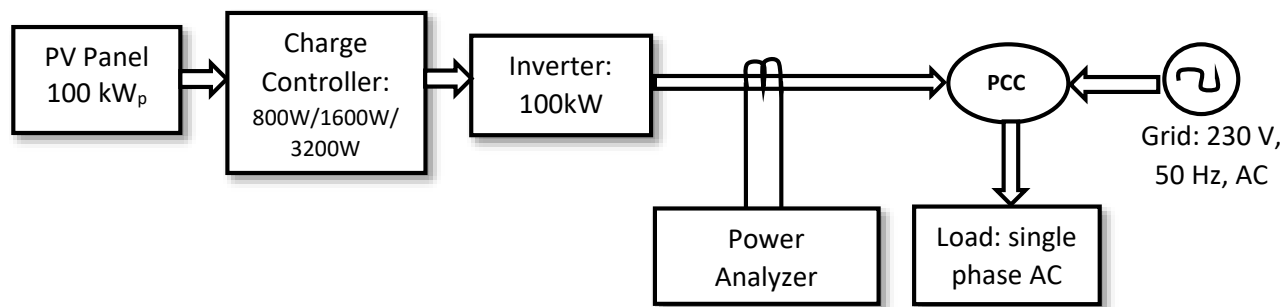 PV Panel
100 kWp
Charge
Controller:
800W/1600W/
3200W
Inverter:
100kW
PCC
Grid: 230 V,
50 Hz, AC
Power
Analyzer
Load: single
phase AC